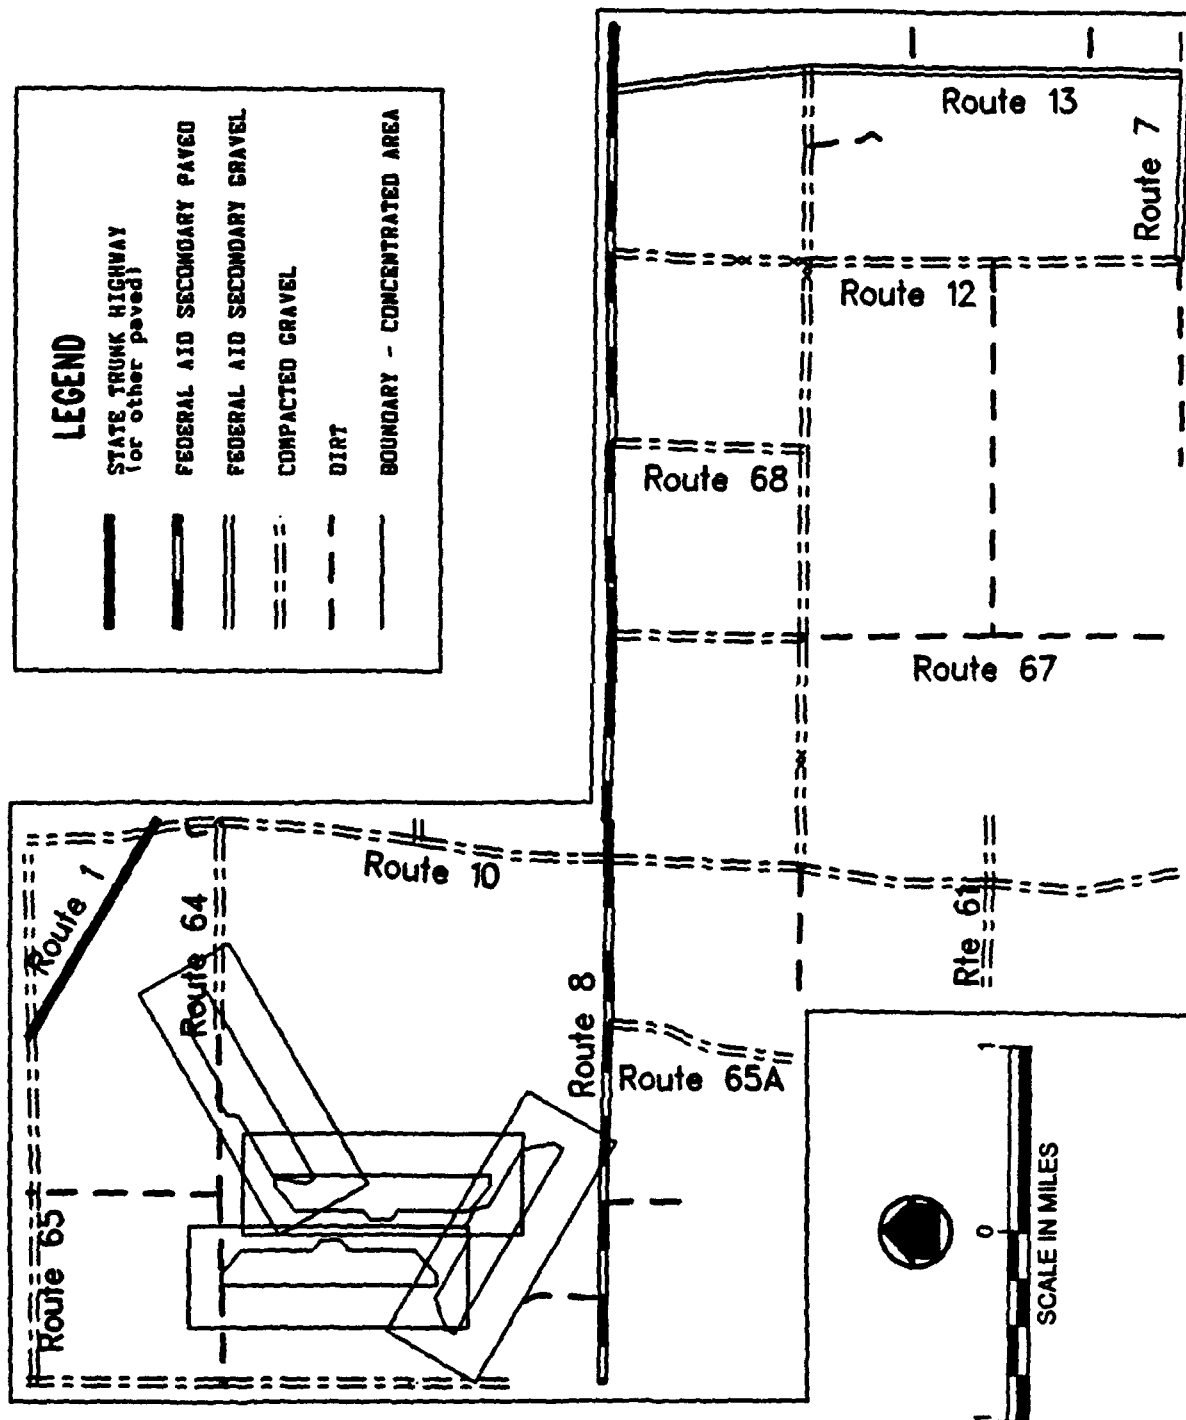 LEGEND
STATE TRUNK HIGHWAY
(or other paved)
FEDERAL AID SECONDARY PAVED
FEDERAL AID SECONDARY GRAVEL
COMPACTED GRAVEL
DIRT
BOUNDARY - CONCENTRATED AREA
Route 13
Route 7
Route 12
Route 68
Route 67
Route 1
Route 64
Route 10
Rte 61
Route 8
Route 65A
Route 65
1 0 1
SCALE IN MILES